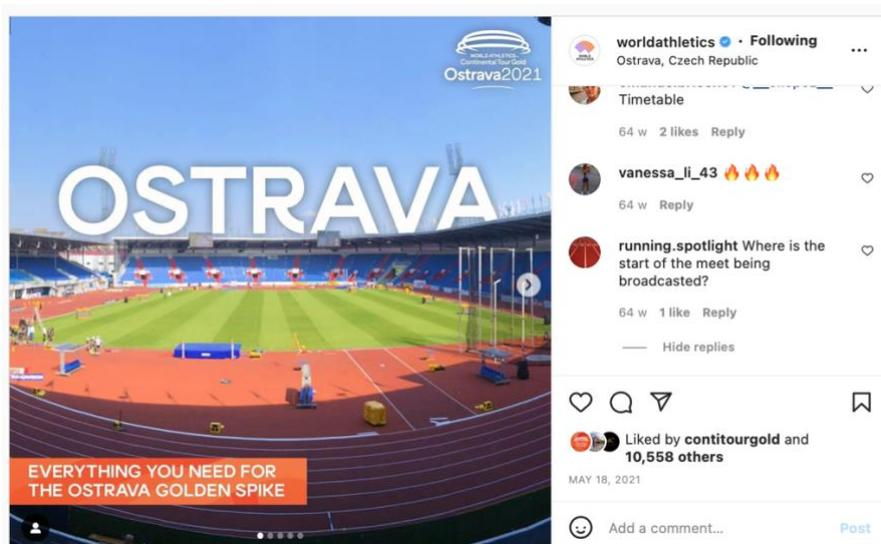 WORLD ATHLETICS
Continental Tour Gold
Ostrava2021
OSTRAVA
EVERYTHING YOU NEED FOR
THE OSTRAVA GOLDEN SPIKE
worldathletics • Following
Ostrava, Czech Republic
Timetable
64 w 2 likes Reply
vanessa_li_43 🔥🔥🔥
64 w Reply
running.spotlight Where is the
start of the meet being
broadcasted?
64 w 1 like Reply
Hide replies
Liked by contitourgold and
10,558 others
MAY 18, 2021
Add a comment... Post